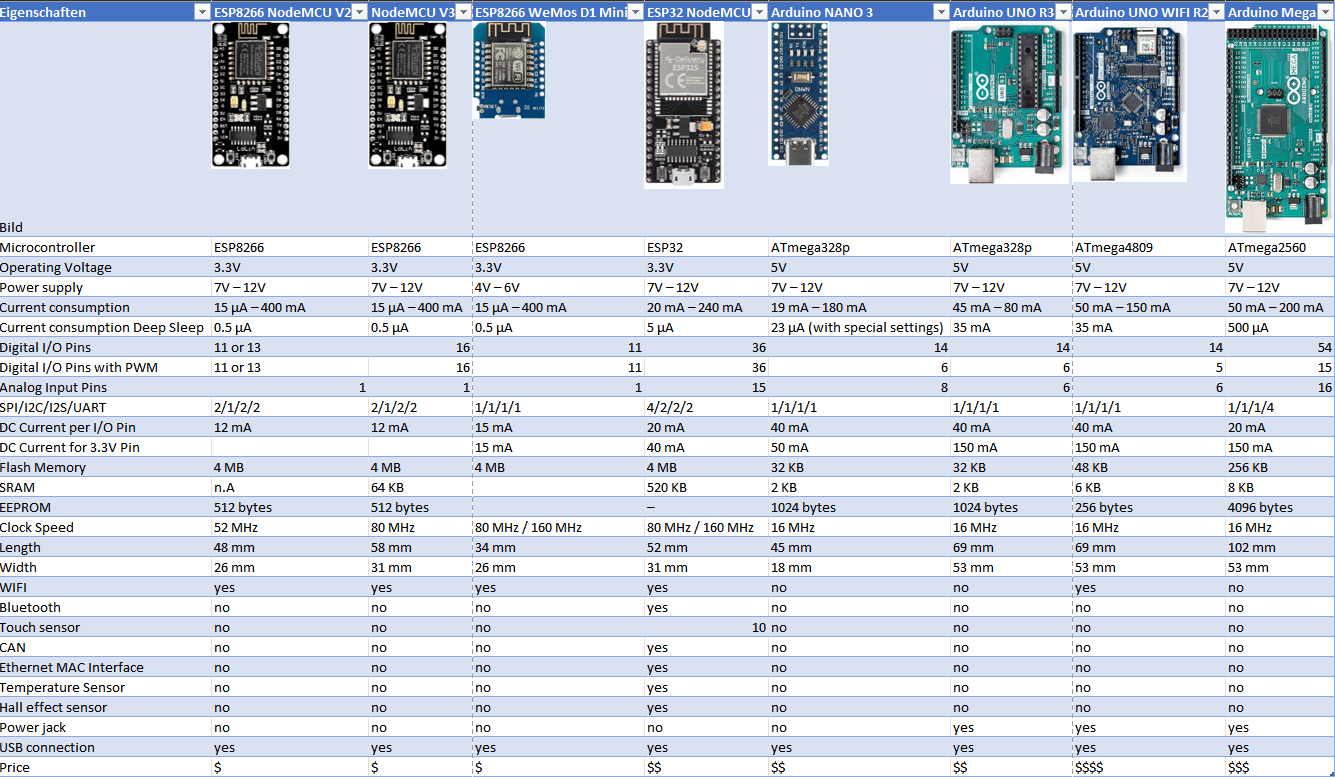 Eigenschaften ESP8266 NodeMCU V2 NodeMCU V3 ESP8266 WeMos D1 Mini ESP32 NodeMCU Arduino NANO 3 Arduino UNO R3 Arduino UNO WIFI R2 Arduino Mega
Bild
Microcontroller ESP8266 ESP8266 ESP8266 ESP32 ATmega328p ATmega328p ATmega4809 ATmega2560
Operating Voltage 3.3V 3.3V 3.3V 3.3V 5V 5V 5V 5V
Power supply 7V – 12V 7V – 12V 4V – 6V 7V – 12V 7V – 12V 7V – 12V 7V – 12V 7V – 12V
Current consumption 15 µA – 400 mA 15 µA – 400 mA 15 µA – 400 mA 20 mA – 240 mA 19 mA – 180 mA 45 mA – 80 mA 50 mA – 150 mA 50 mA – 200 mA
Current consumption Deep Sleep 0.5 µA 0.5 µA 0.5 µA 5 µA 23 µA (with special settings) 35 mA 35 mA 500 µA
Digital I/O Pins 11 or 13 16 11 36 14 14 14 54
Digital I/O Pins with PWM 11 or 13 16 11 36 6 6 5 15
Analog Input Pins 1 1 1 15 8 6 6 16
SPI/I2C/I2S/UART 2/1/2/2 2/1/2/2 1/1/1/1 4/2/2/2 1/1/1/1 1/1/1/1 1/1/1/1 1/1/1/4
DC Current per I/O Pin 12 mA 12 mA 15 mA 20 mA 40 mA 40 mA 40 mA 20 mA
DC Current for 3.3V Pin 15 mA 40 mA 50 mA 150 mA 150 mA 150 mA
Flash Memory 4 MB 4 MB 4 MB 4 MB 32 KB 32 KB 48 KB 256 KB
SRAM n.A 64 KB 520 KB 2 KB 2 KB 6 KB 8 KB
EEPROM 512 bytes 512 bytes – 1024 bytes 1024 bytes 256 bytes 4096 bytes
Clock Speed 52 MHz 80 MHz 80 MHz / 160 MHz 80 MHz / 160 MHz 16 MHz 16 MHz 16 MHz 16 MHz
Length 48 mm 58 mm 34 mm 52 mm 45 mm 69 mm 69 mm 102 mm
Width 26 mm 31 mm 26 mm 31 mm 18 mm 53 mm 53 mm 53 mm
WIFI yes yes yes yes no no yes no
Bluetooth no no no yes no no no no
Touch sensor no no no 10 no no no no
CAN no no no yes no no no no
Ethernet MAC Interface no no no yes no no no no
Temperature Sensor no no no yes no no no no
Hall effect sensor no no no yes no no no no
Power jack no no no no no yes yes yes
USB connection yes yes yes yes yes yes yes yes
Price $ $ $ $$ $$ $$ $$$$ $$$